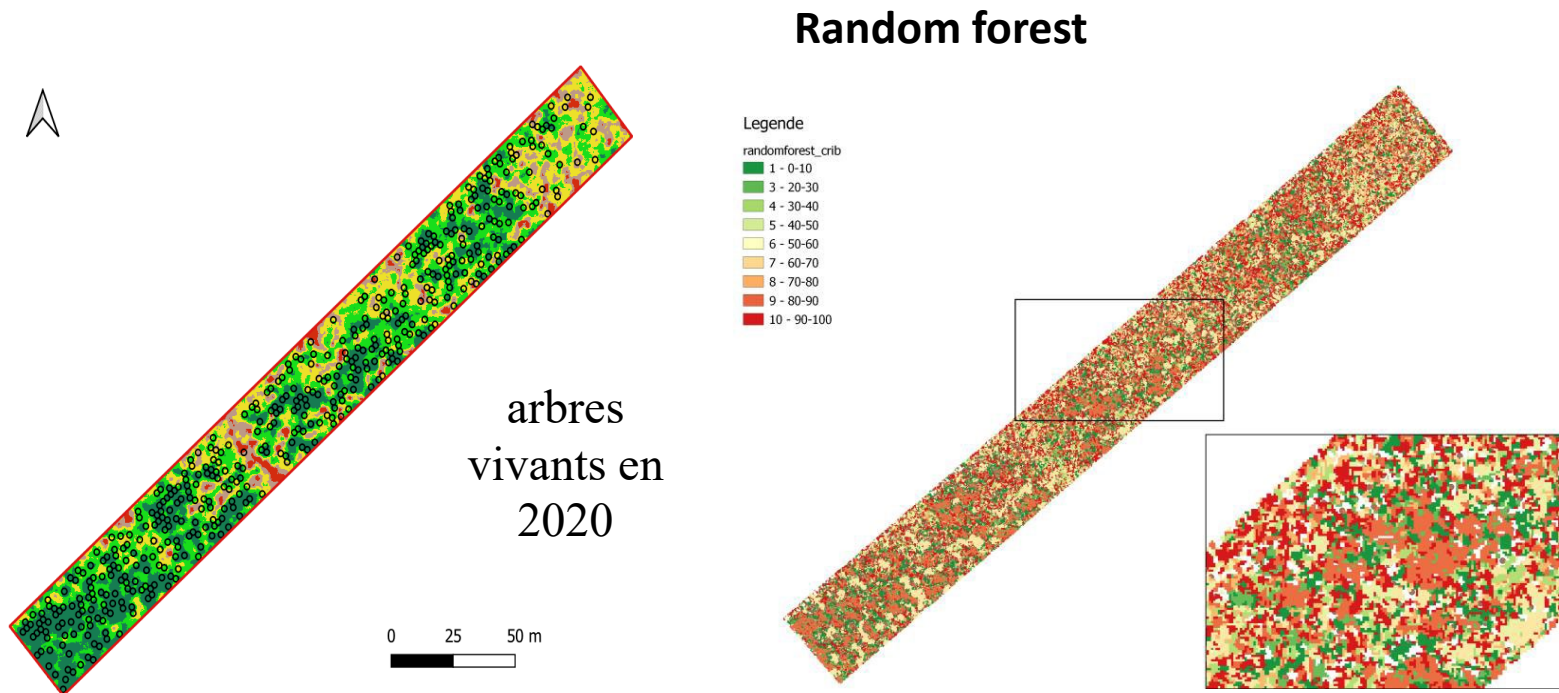 Random forest
Legende
randomforest_crib
1 - 0-10
3 - 20-30
4 - 30-40
5 - 40-50
6 - 50-60
7 - 60-70
8 - 70-80
9 - 80-90
10 - 90-100
arbres
vivants en
2020
0 25 50 m